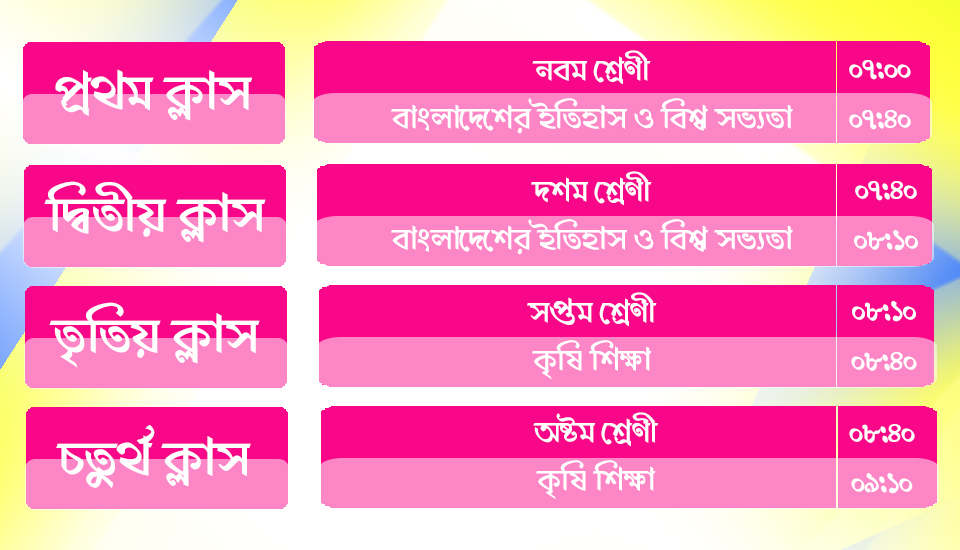 প্রথম ক্লাস
নবম শ্রেণী ০৭:০০
বাংলাদেশের ইতিহাস ও বিশ্ব সভ্যতা ০৭:৪০
দ্বিতীয় ক্লাস
দশম শ্রেণী ০৭:৪০
বাংলাদেশের ইতিহাস ও বিশ্ব সভ্যতা ০৮:১০
তৃতিয় ক্লাস
সপ্তম শ্রেণী ০৮:১০
কৃষি শিক্ষা ০৮:৪০
চতুর্থ ক্লাস
অষ্টম শ্রেণী ০৮:৪০
কৃষি শিক্ষা ০৯:১০